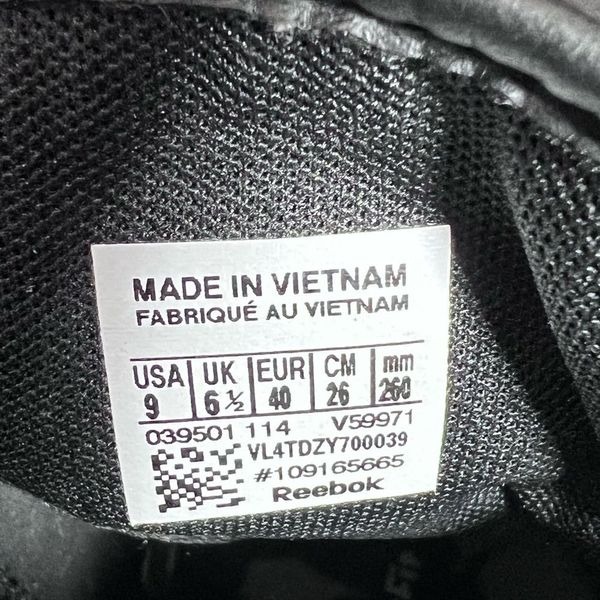 MADE IN VIETNAM
FABRIQUÉ AU VIETNAM
USA UK EUR CM mm
9 6 ½ 40 26 260
039501 114 V59971
VL4TDZY700039
#109165665
Reebok